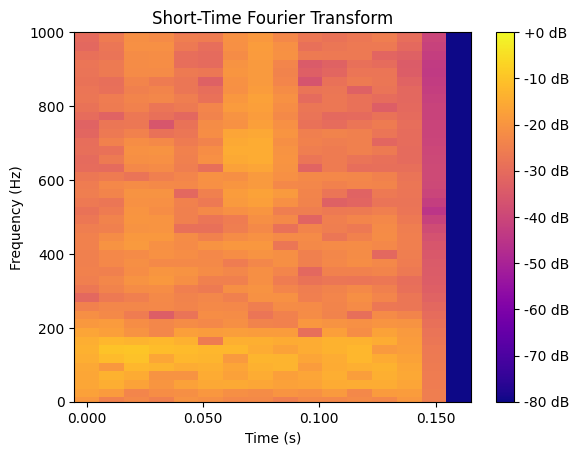 Short-Time Fourier Transform
1000
800
600
400
200
0
Frequency (Hz)
0.000
0.050
0.100
0.150
Time (s)
+0 dB
-10 dB
-20 dB
-30 dB
-40 dB
-50 dB
-60 dB
-70 dB
-80 dB